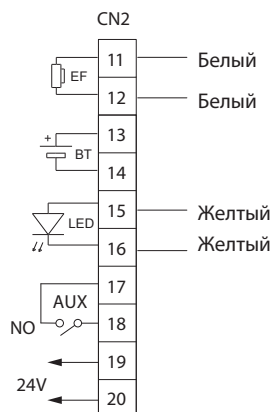 CN2
11 Белый
EF
12 Белый
13
+
BT
14
15 Желтый
LED
16 Желтый
17
AUX
18
NO
19
24V
20